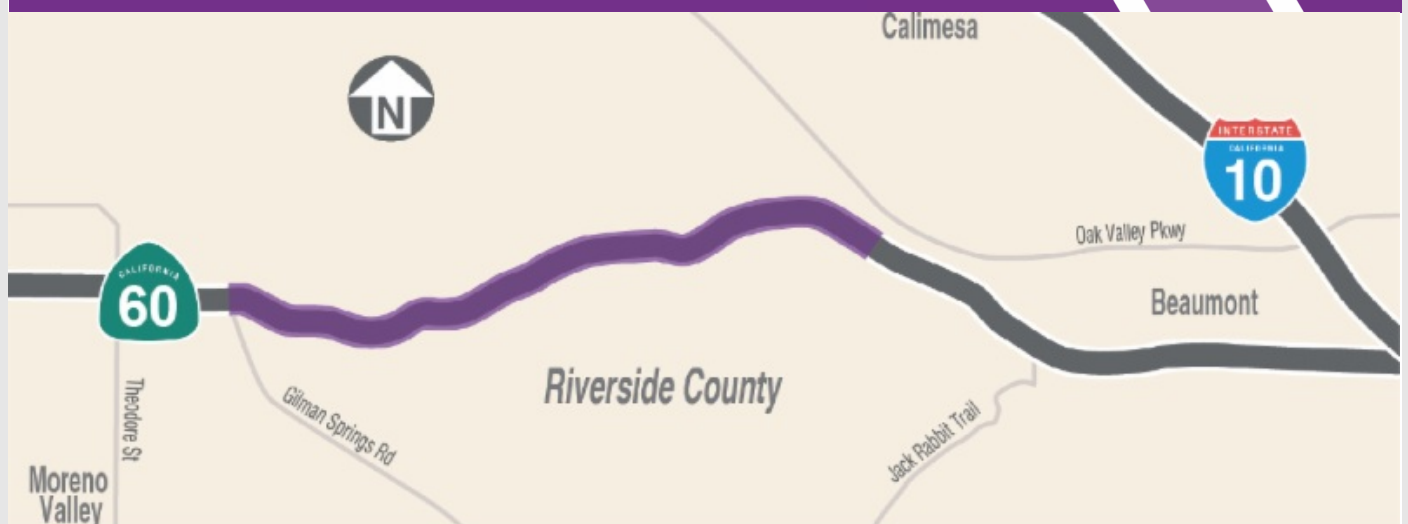 Calimesa
N
INTERSTATE
CALIFORNIA
10
Oak Valley Pkwy
CALIFORNIA
60
Beaumont
Riverside County
Theodore St
Gilman Springs Rd
Jack Rabbit Trail
Moreno
Valley